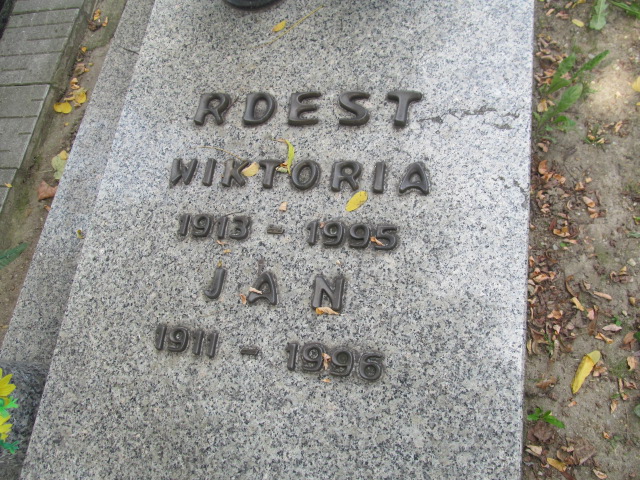 RDEST
WIKTORIA
1913 - 1995
JAN
1911 - 1996